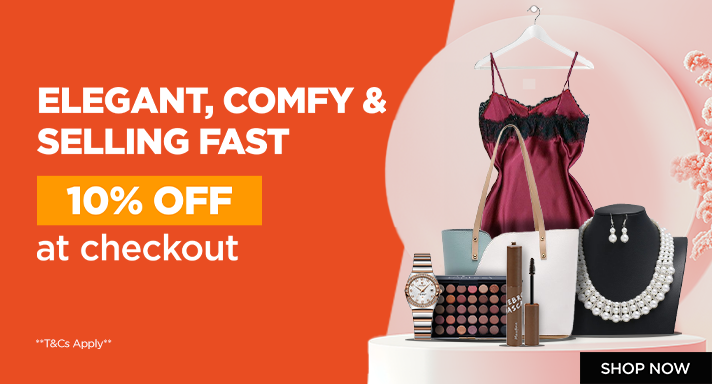 ELEGANT, COMFY &
SELLING FAST
10% OFF
at checkout
**T&Cs Apply**
SHOP NOW